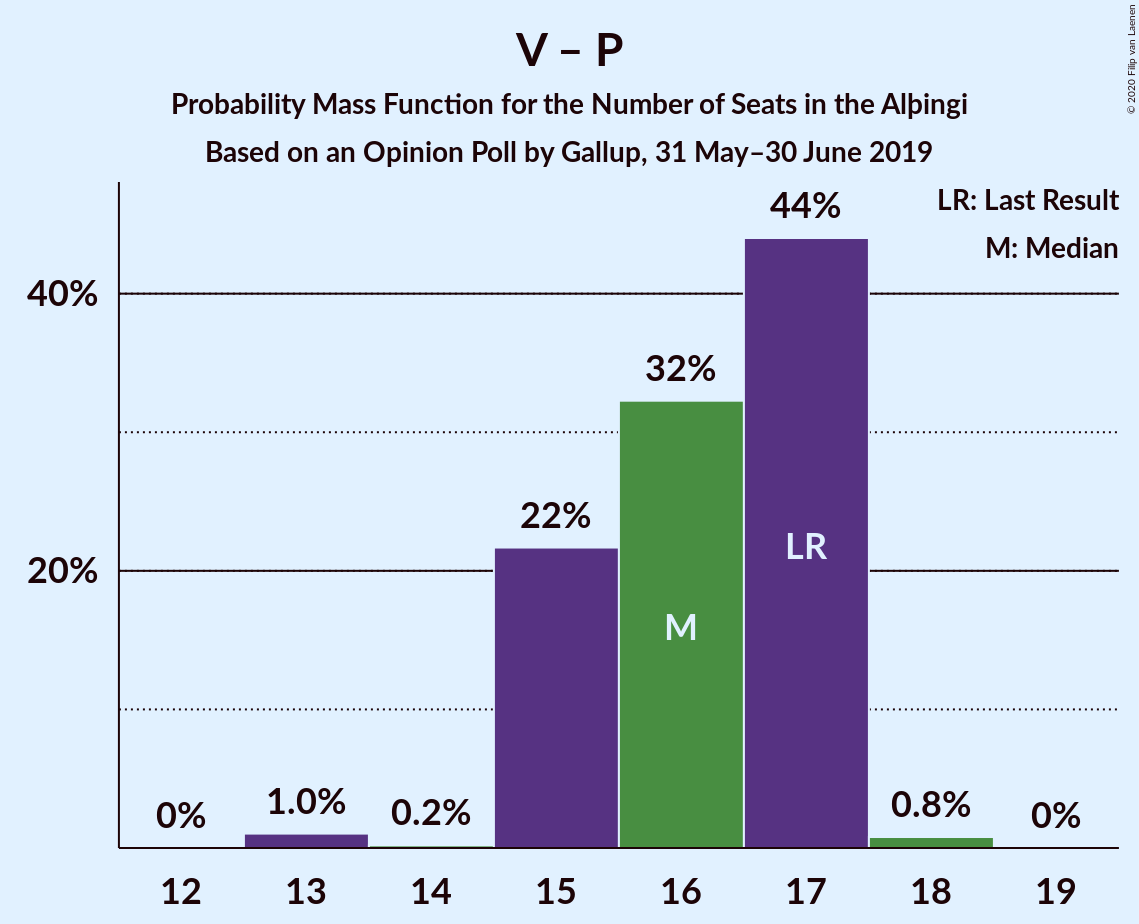 V – P
Probability Mass Function for the Number of Seats in the Alþingi
Based on an Opinion Poll by Gallup, 31 May–30 June 2019
© 2020 Filip van Laenen
LR: Last Result
M: Median
40%
20%
0%
1.0%
0.2%
22%
32%
44%
0.8%
0%
M
LR
12
13
14
15
16
17
18
19